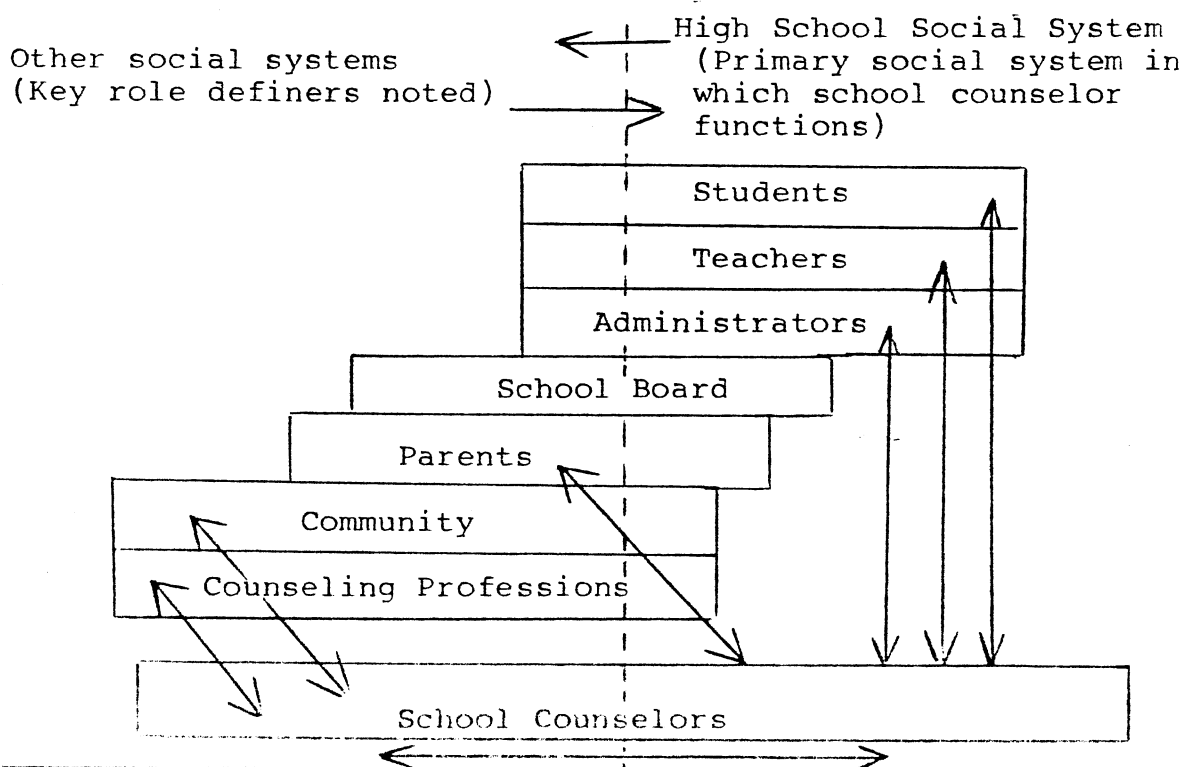 Other social systems
(Key role definers noted)
High School Social System
(Primary social system in
which school counselor
functions)
Students
Teachers
Administrators
School Board
Parents
Community
Counseling Professions
School Counselors